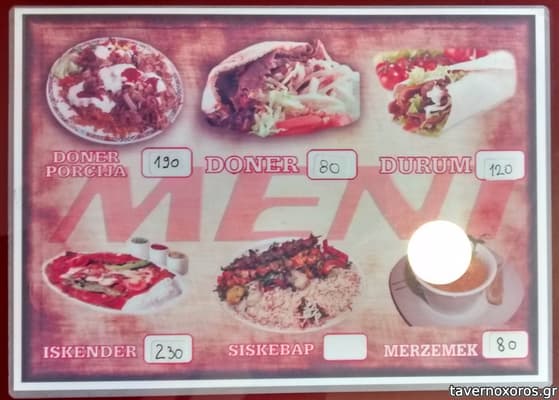 DONER
PORCIJA
190
DONER
80
DURUM
120
MENI
ISKENDER
230
SISKEBAP
MERZEMEK
80
tavernoxoros.gr